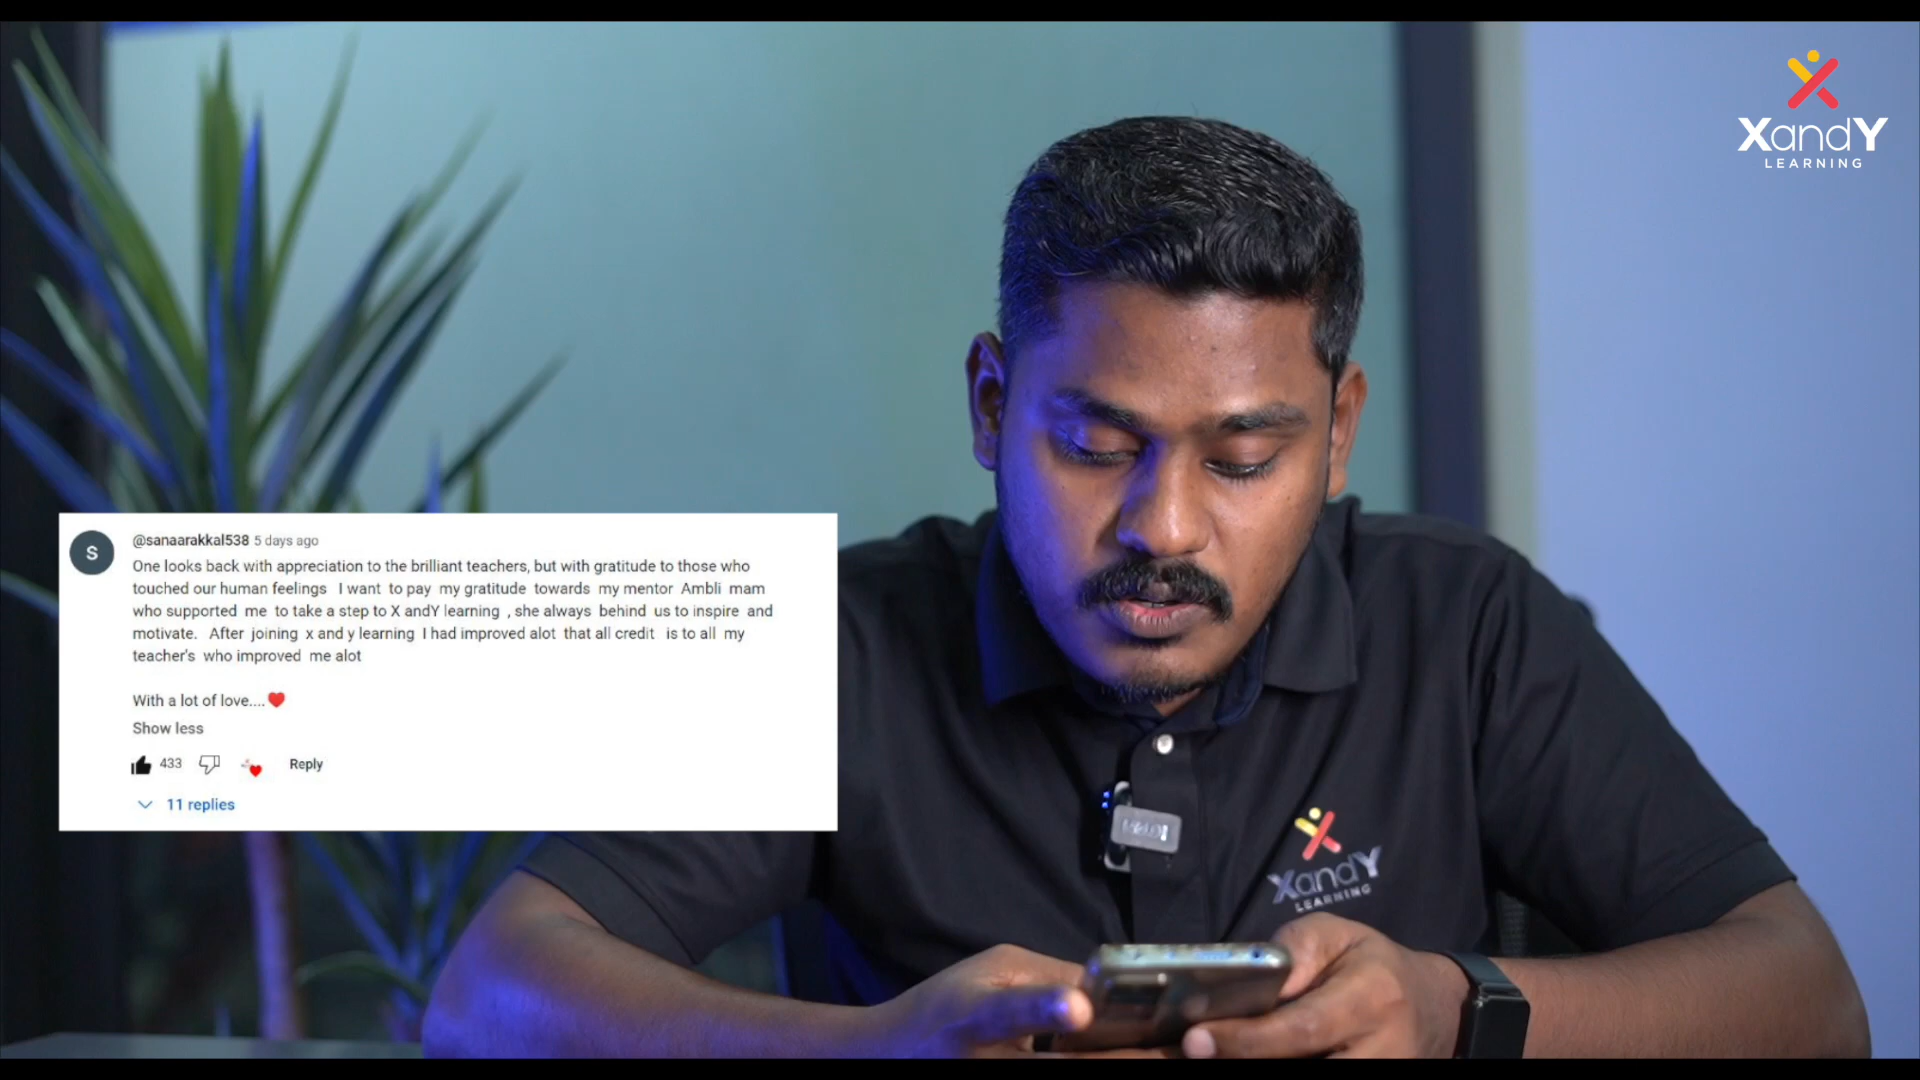 XandY
LEARNING
S
@sanaarakkal538 5 days ago
One looks back with appreciation to the brilliant teachers, but with gratitude to those who
touched our human feelings I want to pay my gratitude towards my mentor Ambli mam
who supported me to take a step to X andY learning , she always behind us to inspire and
motivate. After joining x and y learning I had improved alot that all credit is to all my
teacher's who improved me alot
With a lot of love....❤️
Show less
433 Reply
11 replies
XandY
LEARNING